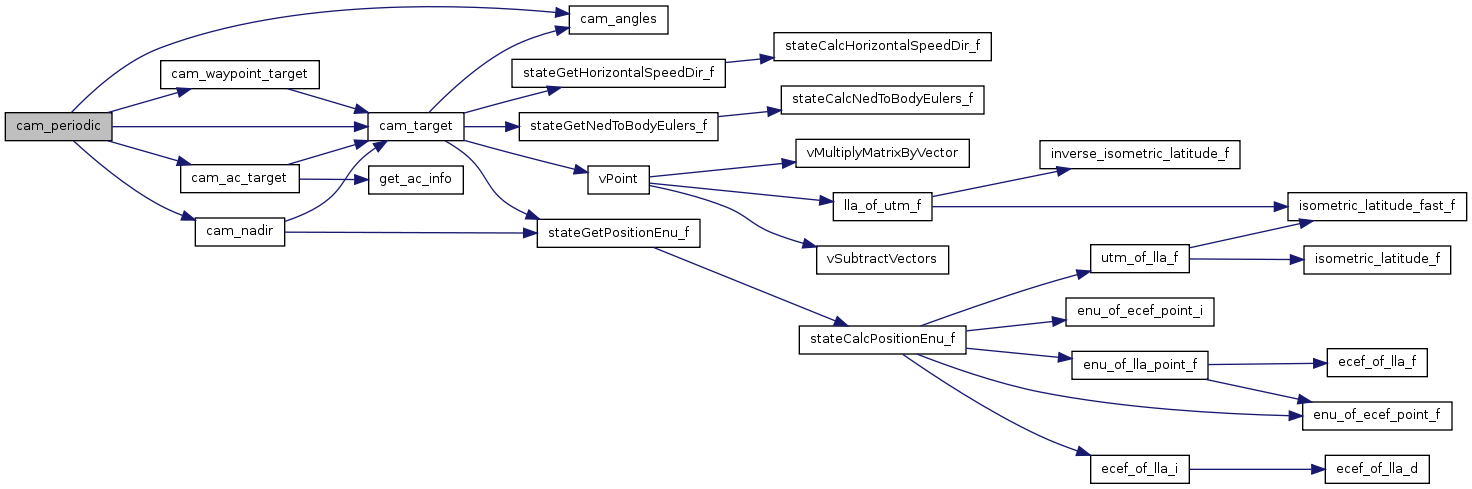 cam_periodic
cam_angles
cam_waypoint_target
cam_target
cam_ac_target
get_ac_info
cam_nadir
stateGetHorizontalSpeedDir_f
stateCalcHorizontalSpeedDir_f
stateGetNedToBodyEulers_f
stateCalcNedToBodyEulers_f
vPoint
vMultiplyMatrixByVector
lla_of_utm_f
inverse_isometric_latitude_f
isometric_latitude_fast_f
vSubtractVectors
stateGetPositionEnu_f
stateCalcPositionEnu_f
utm_of_lla_f
isometric_latitude_f
enu_of_ecef_point_i
enu_of_lla_point_f
ecef_of_lla_f
enu_of_ecef_point_f
ecef_of_lla_i
ecef_of_lla_d